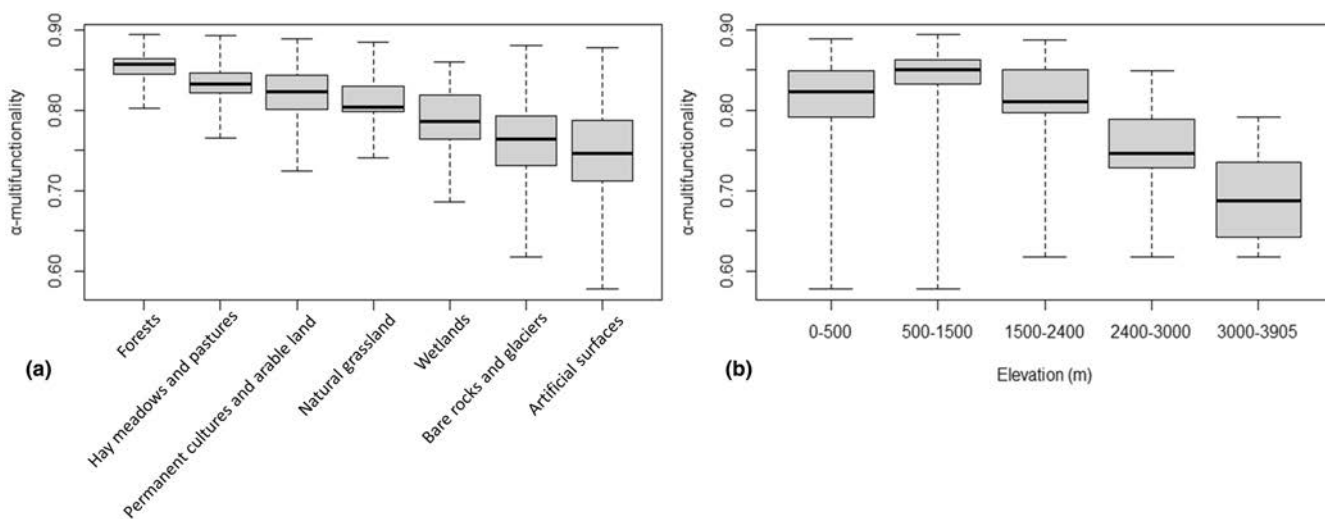 α-multifunctionality
0.90
0.80
0.70
0.60
Forests
Hay meadows and pastures
Permanent cultures and arable land
Natural grassland
Wetlands
Bare rocks and glaciers
Artificial surfaces
(a)
α-multifunctionality
0.90
0.80
0.70
0.60
0-500
500-1500
1500-2400
2400-3000
3000-3905
Elevation (m)
(b)